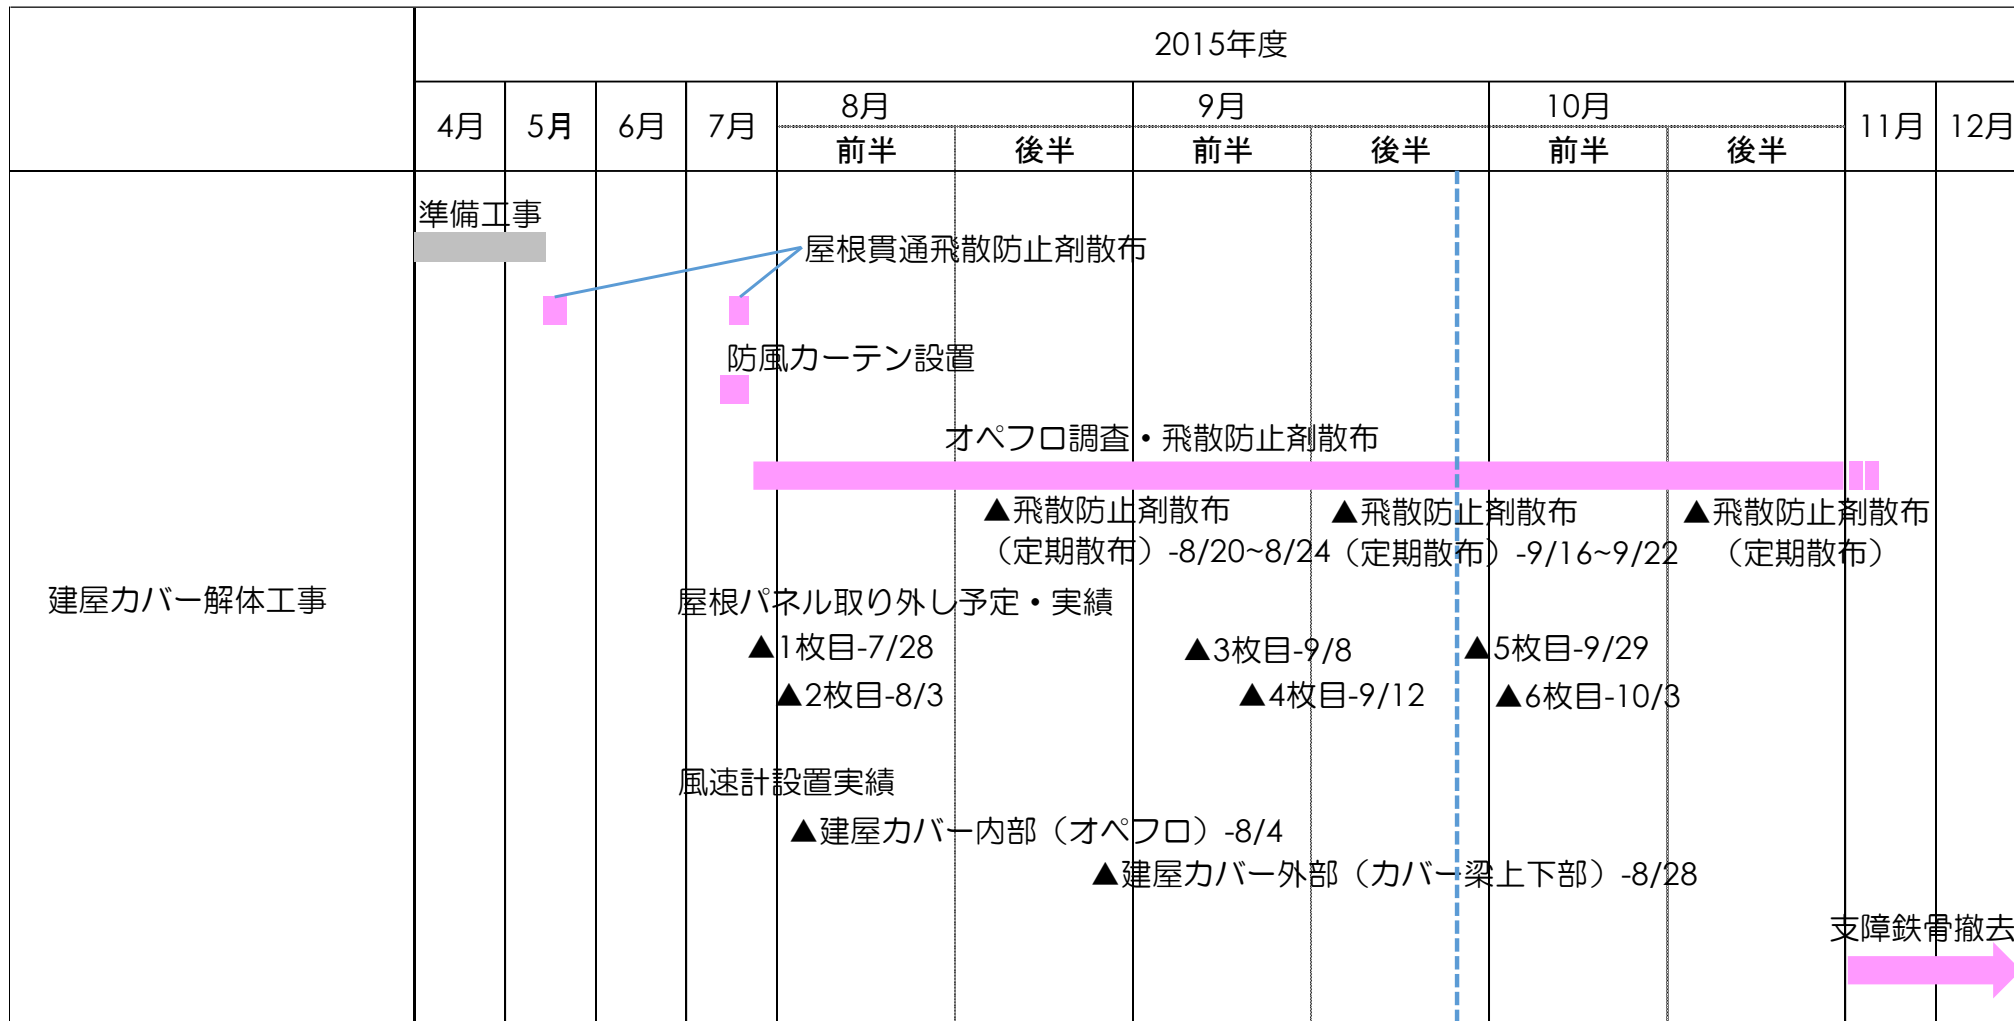 2015年度
4月 5月 6月 7月 8月 9月 10月 11月 12月
前半 後半 前半 後半 前半 後半
建屋カバー解体工事
準備工事
屋根貫通飛散防止剤散布
防風カーテン設置
オペフロ調査・飛散防止剤散布
▲飛散防止剤散布 ▲飛散防止剤散布 ▲飛散防止剤散布
(定期散布)-8/20~8/24 (定期散布)-9/16~9/22 (定期散布)
屋根パネル取り外し予定・実績
▲1枚目-7/28 ▲3枚目-9/8 ▲5枚目-9/29
▲2枚目-8/3 ▲4枚目-9/12 ▲6枚目-10/3
風速計設置実績
▲建屋カバー内部(オペフロ)-8/4
▲建屋カバー外部(カバー梁上下部)-8/28
支障鉄骨撤去